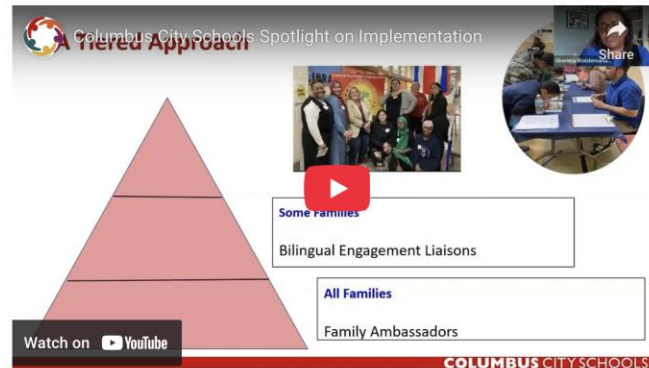 Columbus City Schools Spotlight on Implementation
A Tiered Approach
Share
Some Families
Bilingual Engagement Liaisons
All Families
Family Ambassadors
Watch on YouTube
COLUMBUS CITY SCHOOLS